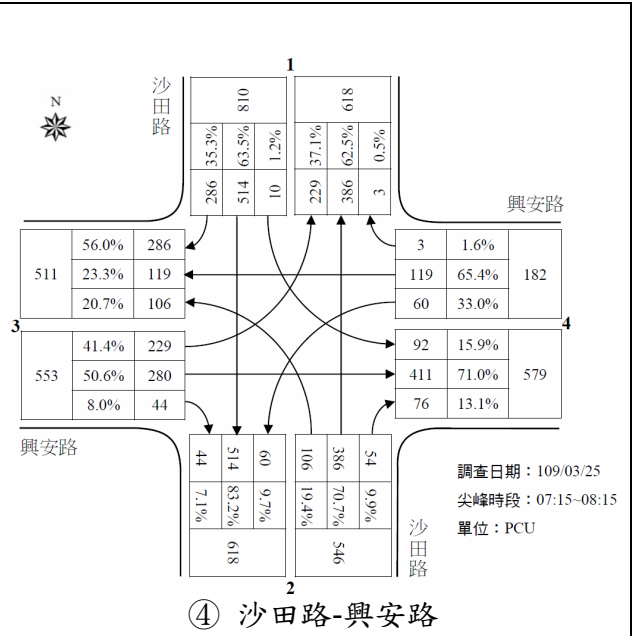 1
沙田路
N
810
618
35.3% 63.5% 1.2%
37.1% 62.5% 0.5%
286 514 10
229 386 3
興安路
511 56.0% 286
23.3% 119
20.7% 106
3 1.6%
119 65.4% 182
60 33.0%
3
4
553 41.4% 229
50.6% 280
8.0% 44
92 15.9%
411 71.0% 579
76 13.1%
興安路
44 514 60
106 386 54
7.1% 83.2% 9.7%
19.4% 70.7% 9.9%
618
546
調查日期：109/03/25
尖峰時段：07:15~08:15
單位：PCU
沙田路
2
④ 沙田路-興安路